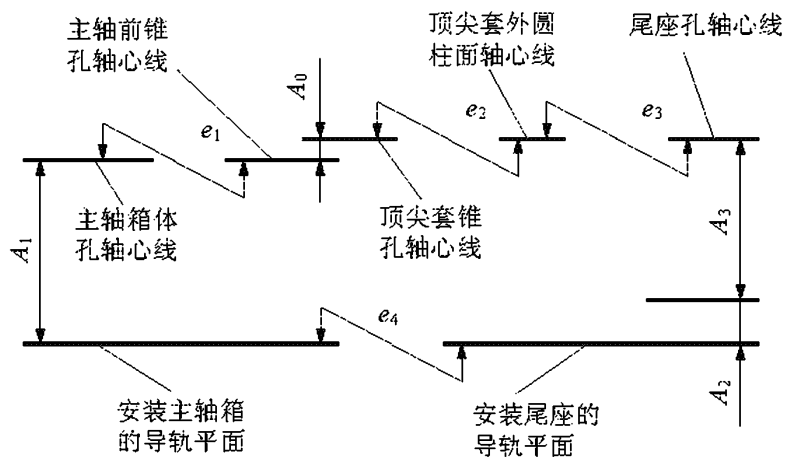 主轴前锥
孔轴心线
A₀
顶尖套外圆
柱面轴心线
尾座孔轴心线
e₁
e₂
e₃
A₁
主轴箱体
孔轴心线
顶尖套锥
孔轴心线
A₃
e₄
A₂
安装主轴箱
的导轨平面
安装尾座的
导轨平面